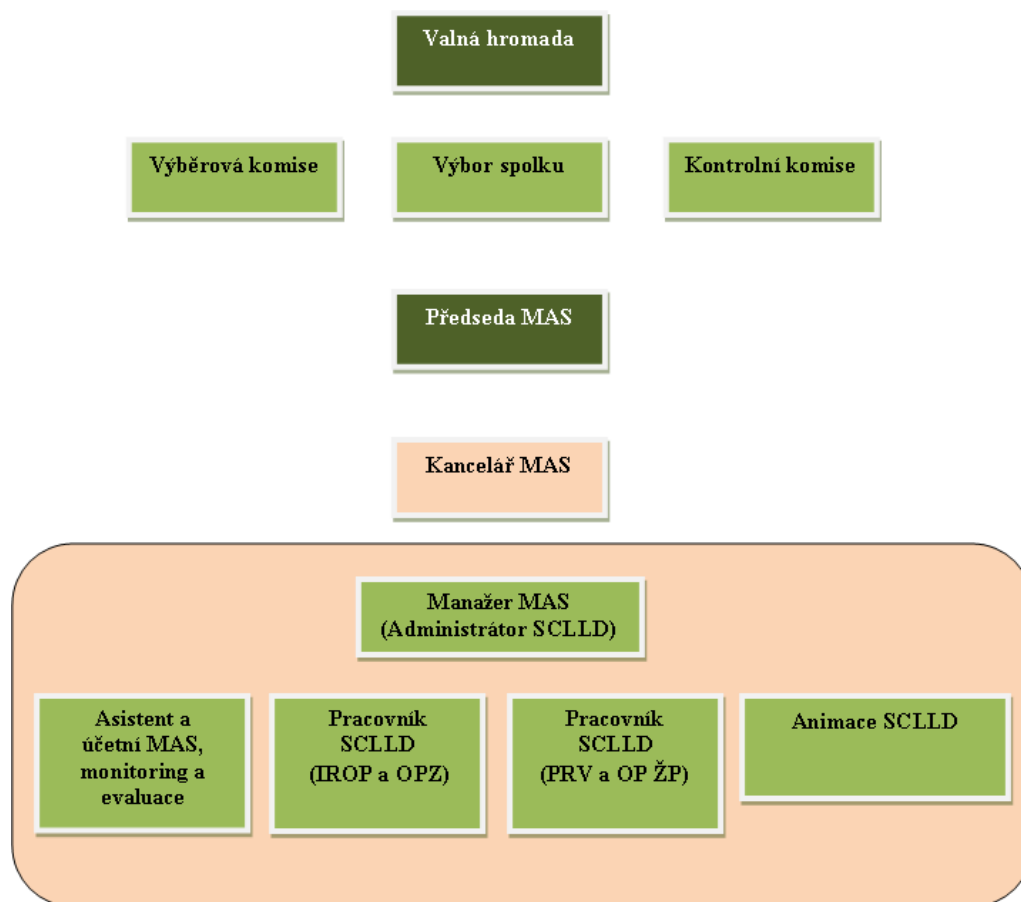 Valná hromada
Výběrová komise
Výbor spolku
Kontrolní komise
Předseda MAS
Kancelář MAS
Manažer MAS
(Administrátor SCLLD)
Asistent a
účetní MAS,
monitoring a
evaluace
Pracovník
SCLLD
(IROP a OPZ)
Pracovník
SCLLD
(PRV a OP ŽP)
Animace SCLLD